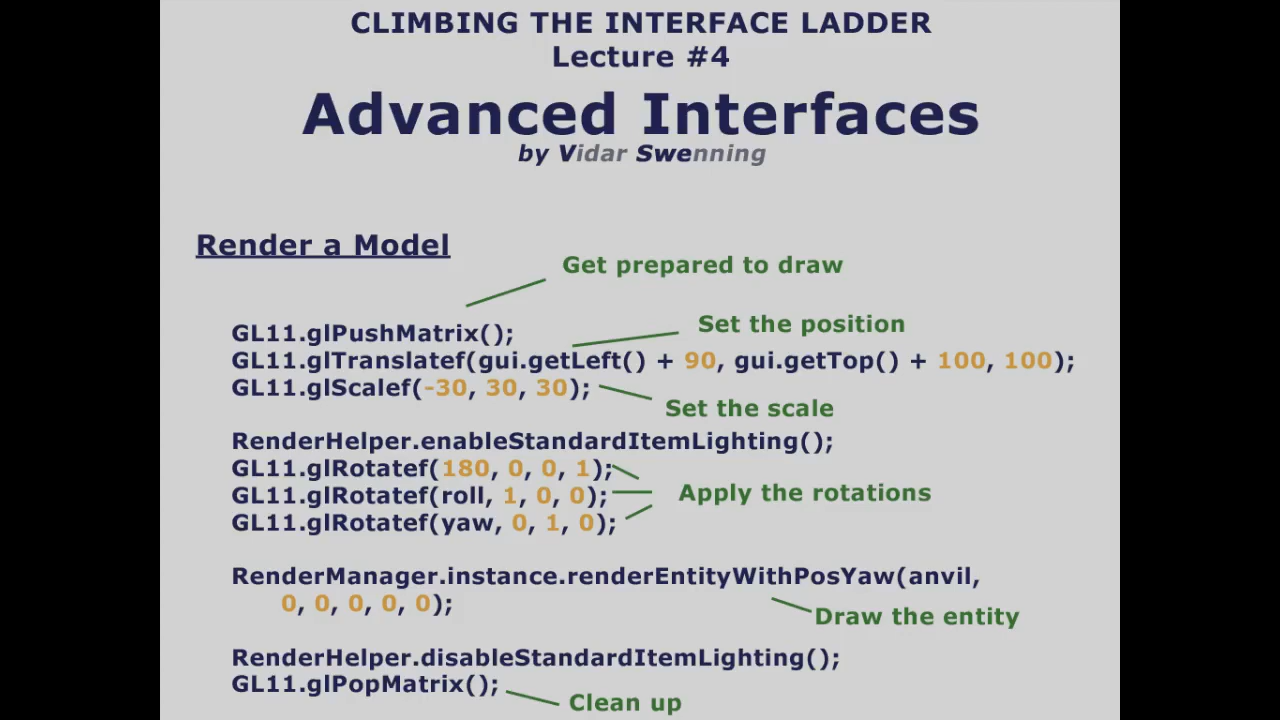 CLIMBING THE INTERFACE LADDER
Lecture #4
Advanced Interfaces
by Vidar Swenning
Render a Model
Get prepared to draw
GL11.glPushMatrix();
Set the position
GL11.glTranslatef(gui.getLeft() + 90, gui.getTop() + 100, 100);
GL11.glScalef(-30, 30, 30);
Set the scale
RenderHelper.enableStandardItemLighting();
GL11.glRotatef(180, 0, 0, 1);
GL11.glRotatef(roll, 1, 0, 0);
Apply the rotations
GL11.glRotatef(yaw, 0, 1, 0);
RenderManager.instance.renderEntityWithPosYaw(anvil,
0, 0, 0, 0, 0);
Draw the entity
RenderHelper.disableStandardItemLighting();
GL11.glPopMatrix();
Clean up